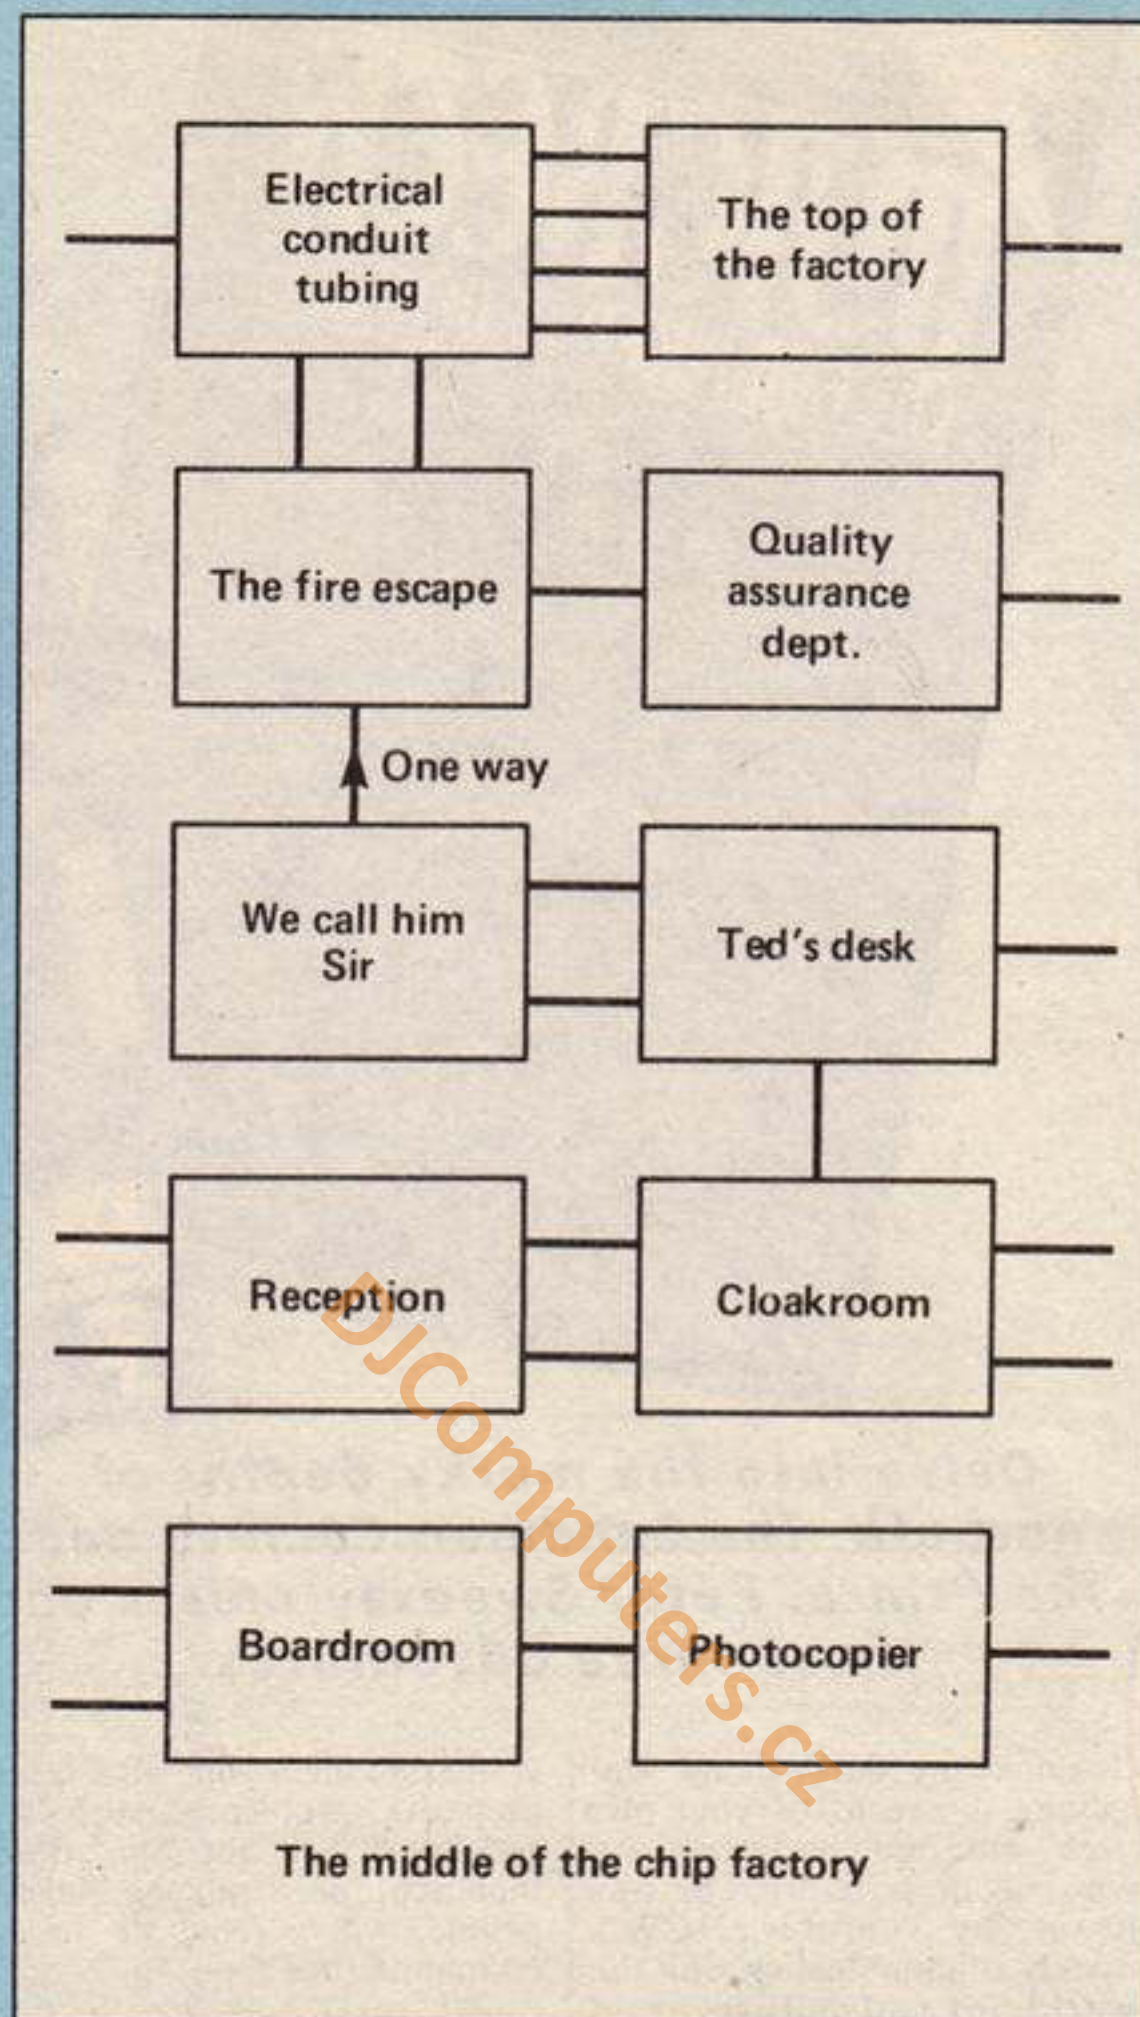 Electrical
conduit
tubing
The top of
the factory
The fire escape
Quality
assurance
dept.
One way
We call him
Sir
Ted's desk
Reception
Cloakroom
Boardroom
Photocopier
The middle of the chip factory
DJComputers.cz